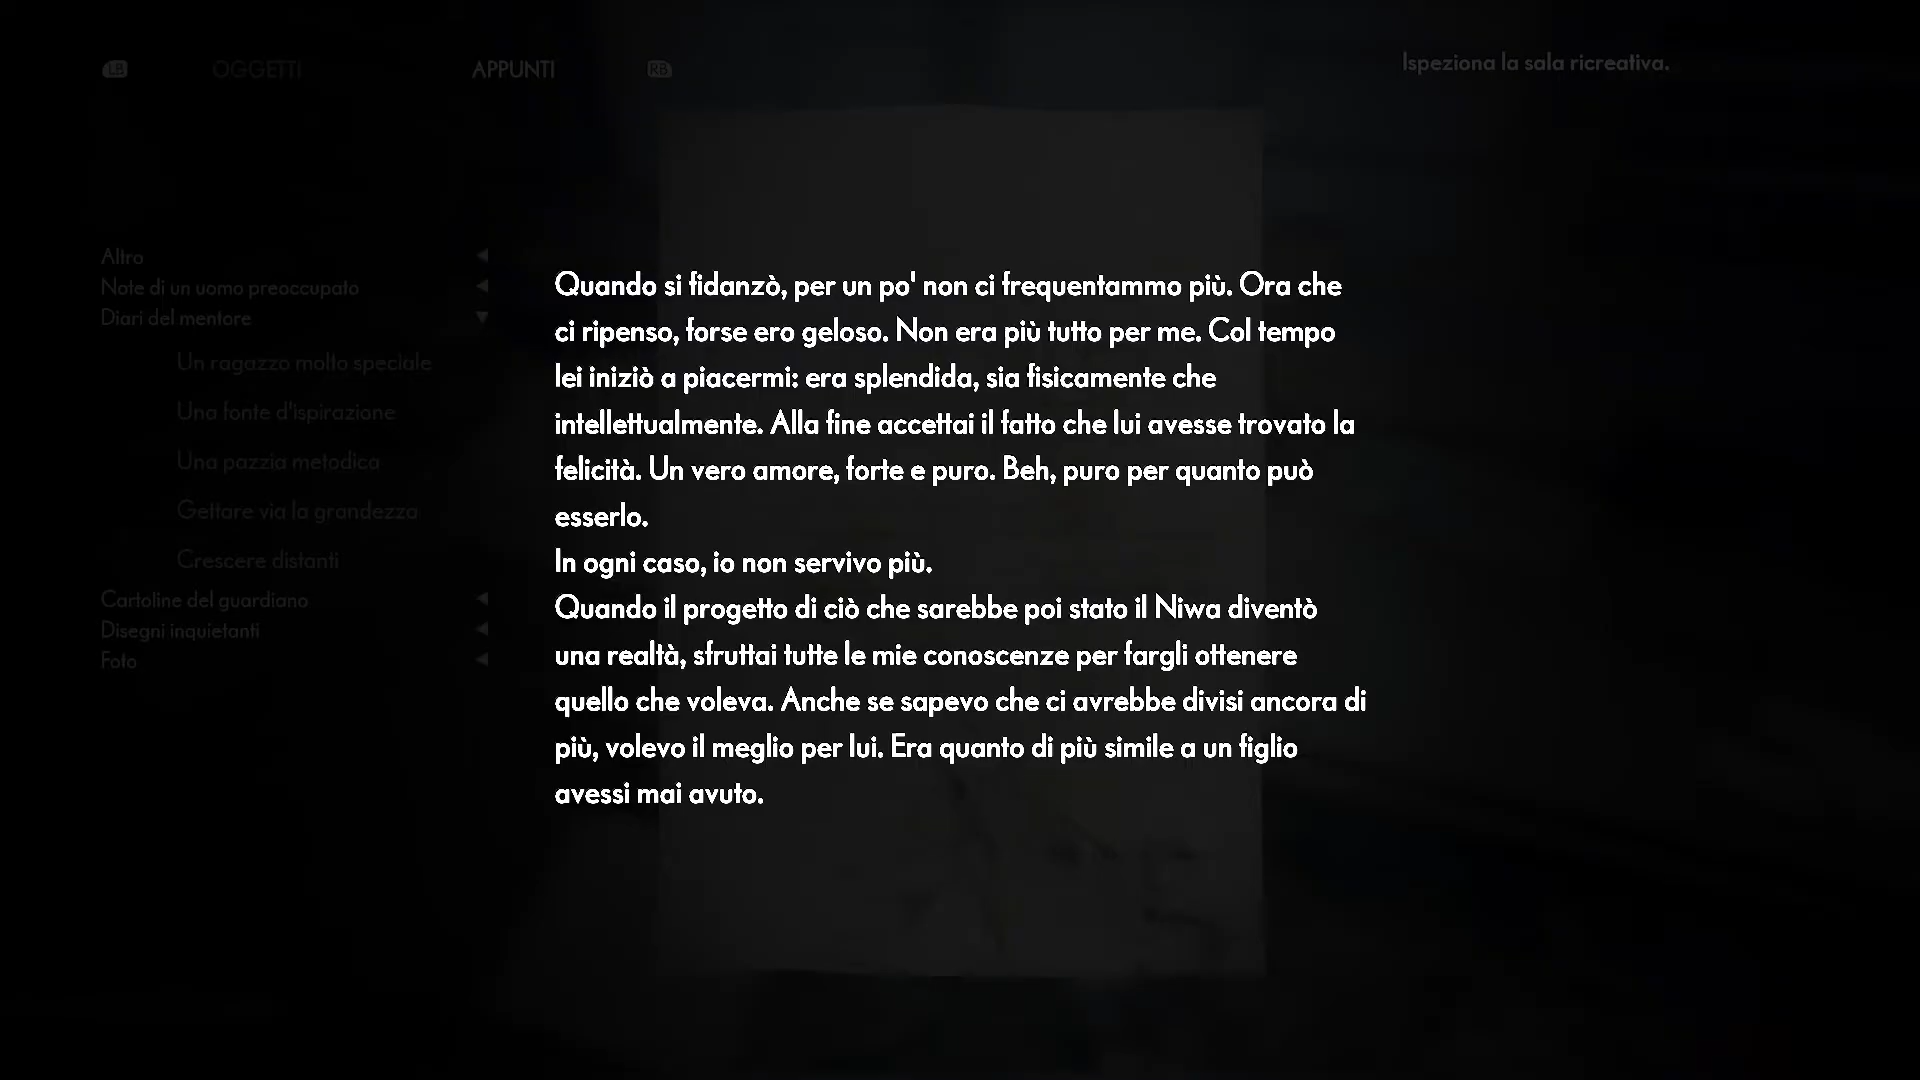 LB
OGGETTI
APPUNTI
RB
Ispeziona la sala ricreativa.
Altro
Note di un uomo preoccupato
Diari del mentore
Un ragazzo molto speciale
Una fonte d'ispirazione
Una pazzia metodica
Gettare via la grandezza
Crescere distanti
Cartoline del guardiano
Disegni inquietanti
Foto
Quando si fidanzò, per un po' non ci frequentammo più. Ora che
ci ripenso, forse ero geloso. Non era più tutto per me. Col tempo
lei iniziò a piacermi: era splendida, sia fisicamente che
intellettualmente. Alla fine accettai il fatto che lui avesse trovato la
felicità. Un vero amore, forte e puro. Beh, puro per quanto può
esserlo.
In ogni caso, io non servivo più.
Quando il progetto di ciò che sarebbe poi stato il Niwa diventò
una realtà, sfruttai tutte le mie conoscenze per fargli ottenere
quello che voleva. Anche se sapevo che ci avrebbe divisi ancora di
più, volevo il meglio per lui. Era quanto di più simile a un figlio
avessi mai avuto.